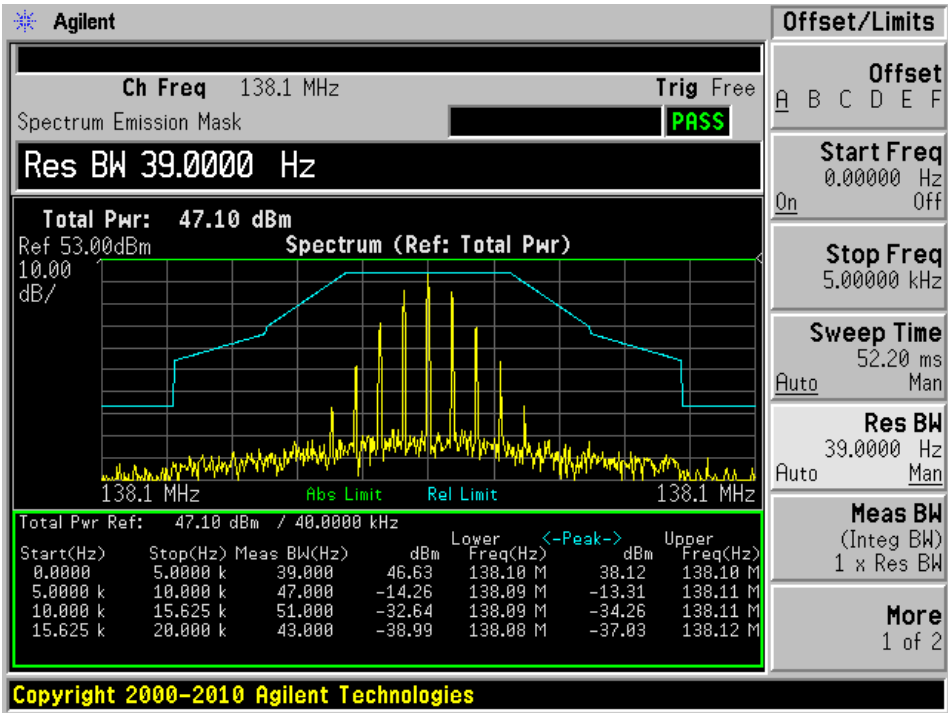 Agilent
Ch Freq 138.1 MHz Trig Free
Spectrum Emission Mask PASS
Res BW 39.0000 Hz
Total Pwr: 47.10 dBm
Ref 53.00dBm Spectrum (Ref: Total Pwr)
10.00
dB/
138.1 MHz Abs Limit Rel Limit 138.1 MHz
Total Pwr Ref: 47.10 dBm / 40.0000 kHz
Lower <-Peak-> Upper
Start(Hz) Stop(Hz) Meas BW(Hz) dBm Freq(Hz) dBm Freq(Hz)
0.0000 5.0000 k 39.000 46.63 138.10 M 38.12 138.10 M
5.0000 k 10.000 k 47.000 -14.26 138.09 M -13.31 138.11 M
10.000 k 15.625 k 51.000 -32.64 138.09 M -34.26 138.11 M
15.625 k 20.000 k 43.000 -38.99 138.08 M -37.03 138.12 M
Copyright 2000-2010 Agilent Technologies
Offset/Limits
Offset
A B C D E F
Start Freq
0.00000 Hz
On Off
Stop Freq
5.00000 kHz
Sweep Time
52.20 ms
Auto Man
Res BW
39.0000 Hz
Auto Man
Meas BW
(Integ BW)
1 x Res BW
More
1 of 2